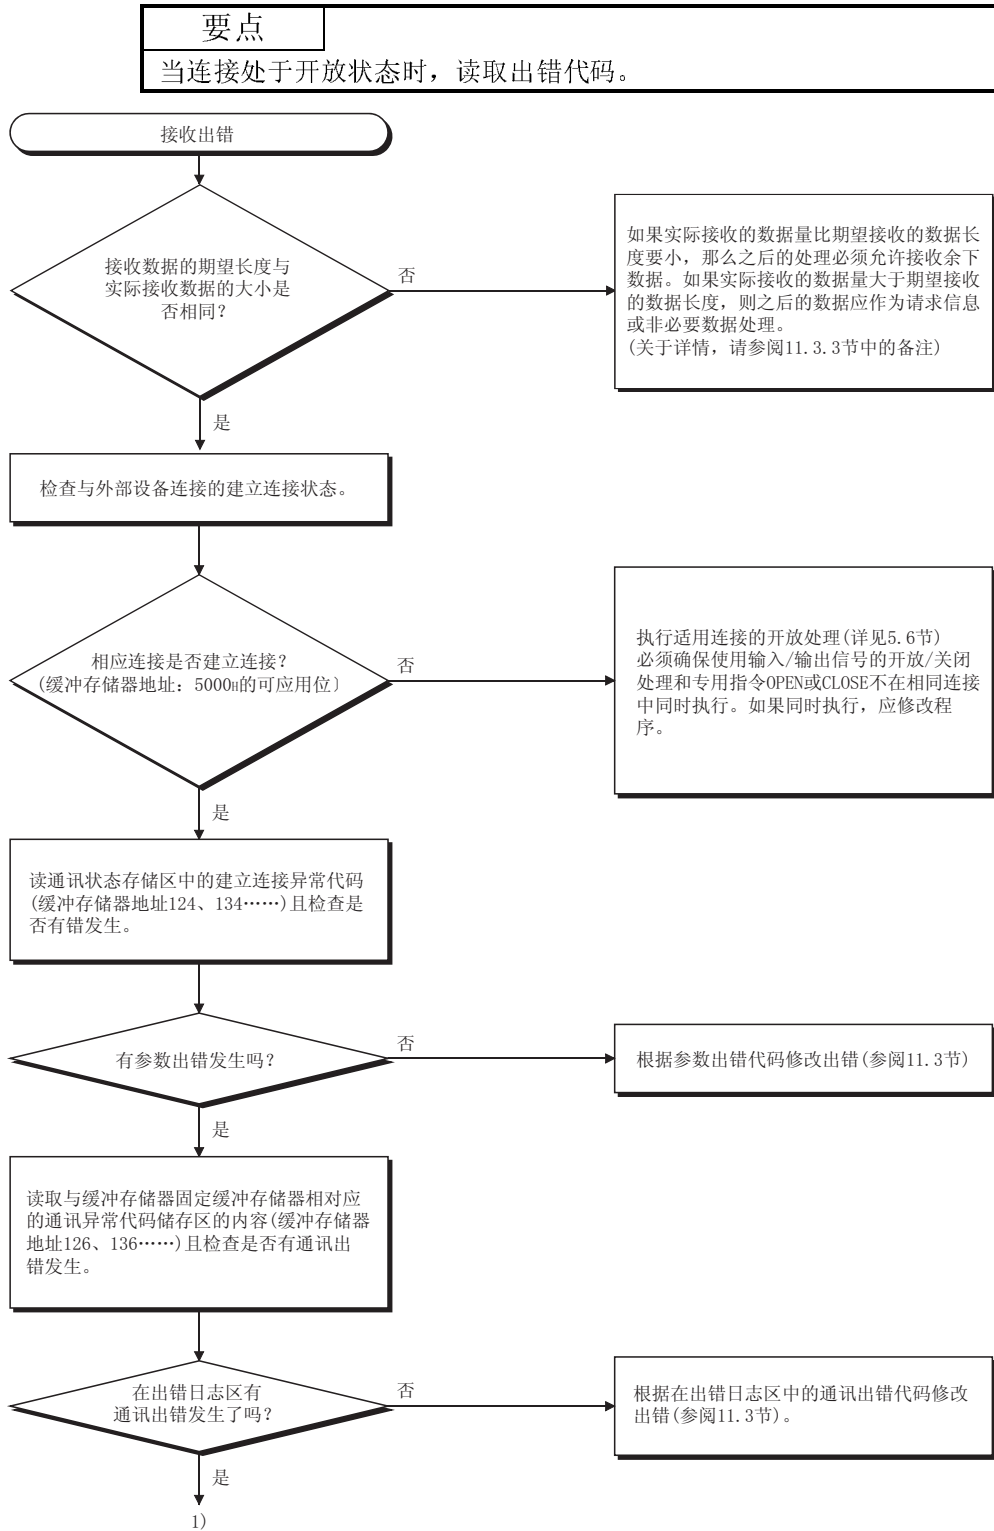 要点
当连接处于开放状态时，读取出错代码。
接收出错
接收数据的期望长度与
实际接收数据的大小是
否相同？
否
如果实际接收的数据量比期望接收的数据长
度要小，那么之后的处理必须允许接收余下
数据。如果实际接收的数据量大于期望接收
的数据长度，则之后的数据应作为请求信息
或非必要数据处理。
(关于详情，请参阅11.3.3节中的备注)
是
检查与外部设备连接的建立连接状态。
相应连接是否建立连接？
(缓冲存储器地址：5000H的可应用位〕
否
执行适用连接的开放处理(详见5.6节)
必须确保使用输入/输出信号的开放/关闭
处理和专用指令OPEN或CLOSE不在相同连接
中同时执行。如果同时执行，应修改程
序。
是
读通讯状态存储区中的建立连接异常代码
(缓冲存储器地址124、134……)且检查是
否有错发生。
有参数出错发生吗？
否
根据参数出错代码修改出错(参阅11.3节)
是
读取与缓冲存储器固定缓冲存储器相对应
的通讯异常代码储存区的内容(缓冲存储器
地址126、136……)且检查是否有通讯出
错发生。
在出错日志区有
通讯出错发生了吗？
否
根据在出错日志区中的通讯出错代码修改
出错(参阅11.3节)。
是
1)